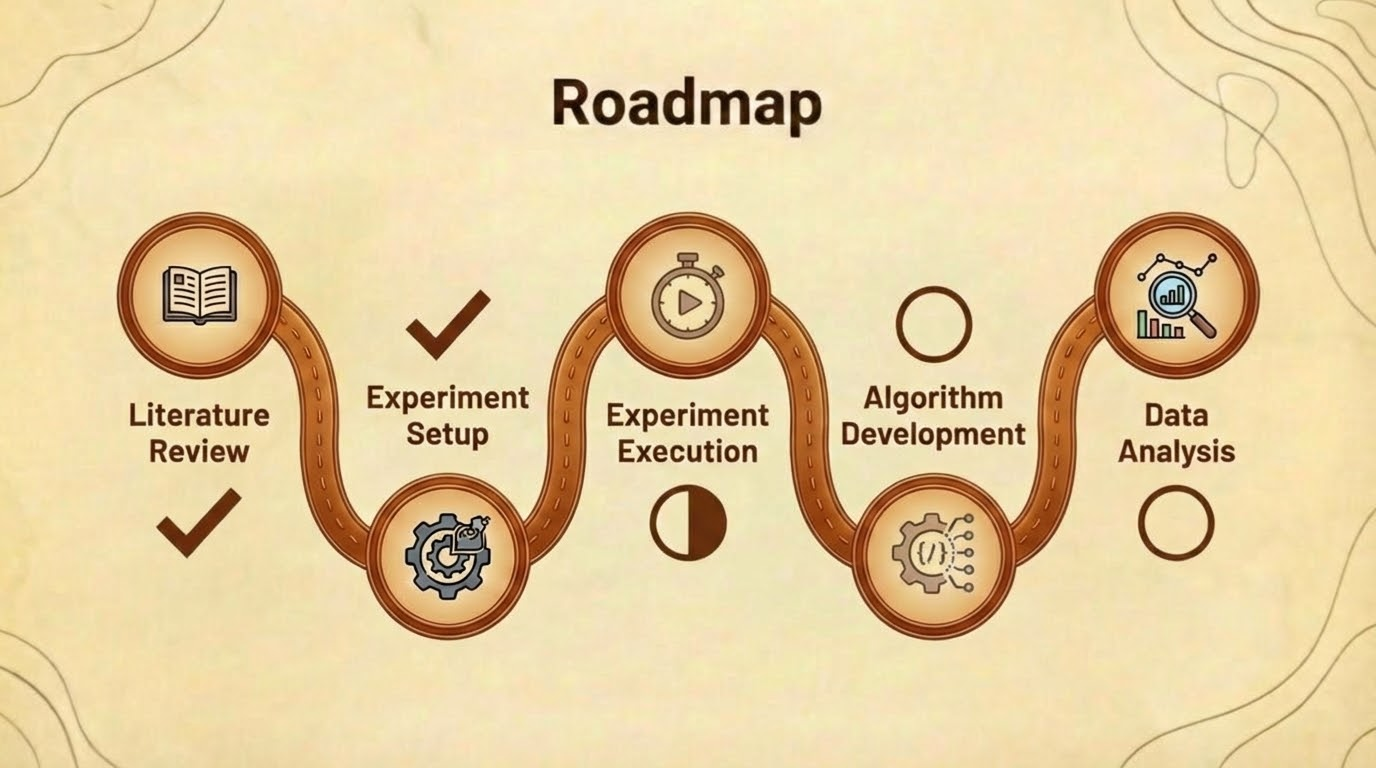 Roadmap
Literature
Review
Experiment
Setup
Experiment
Execution
Algorithm
Development
Data
Analysis